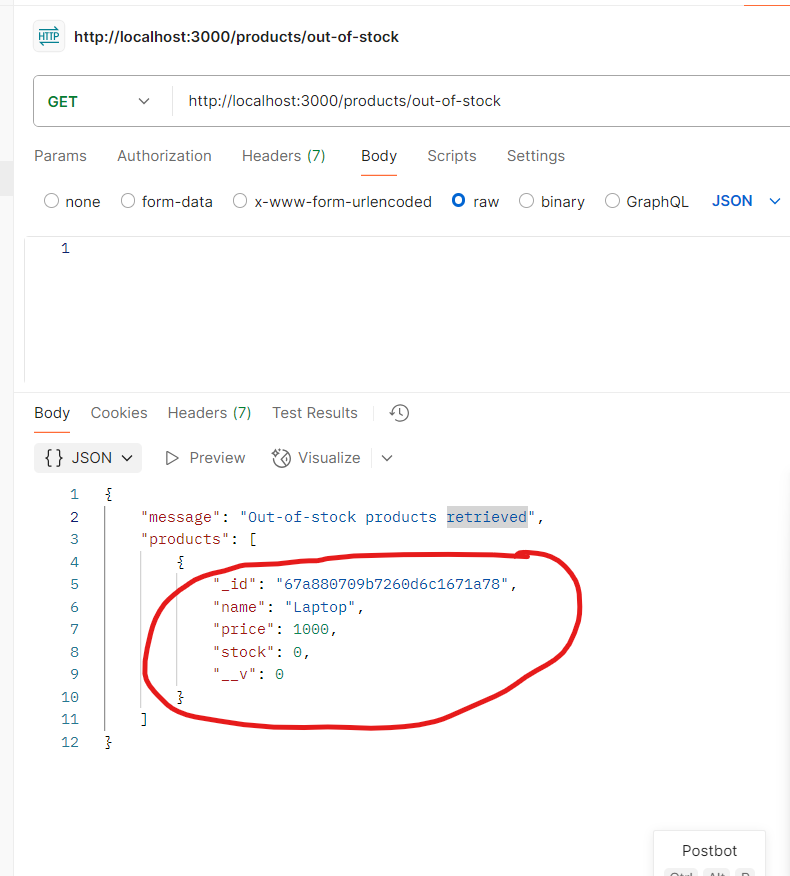 HTTP http://localhost:3000/products/out-of-stock
GET http://localhost:3000/products/out-of-stock
Params Authorization Headers (7) Body Scripts Settings
none form-data x-www-form-urlencoded raw binary GraphQL JSON
1
Body Cookies Headers (7) Test Results
{} JSON Preview Visualize
1 {
2 "message": "Out-of-stock products retrieved",
3 "products": [
4 {
5 "_id": "67a880709b7260d6c1671a78",
6 "name": "Laptop",
7 "price": 1000,
8 "stock": 0,
9 "__v": 0
10 }
11 ]
12 }
Postbot
Ctrl Alt P